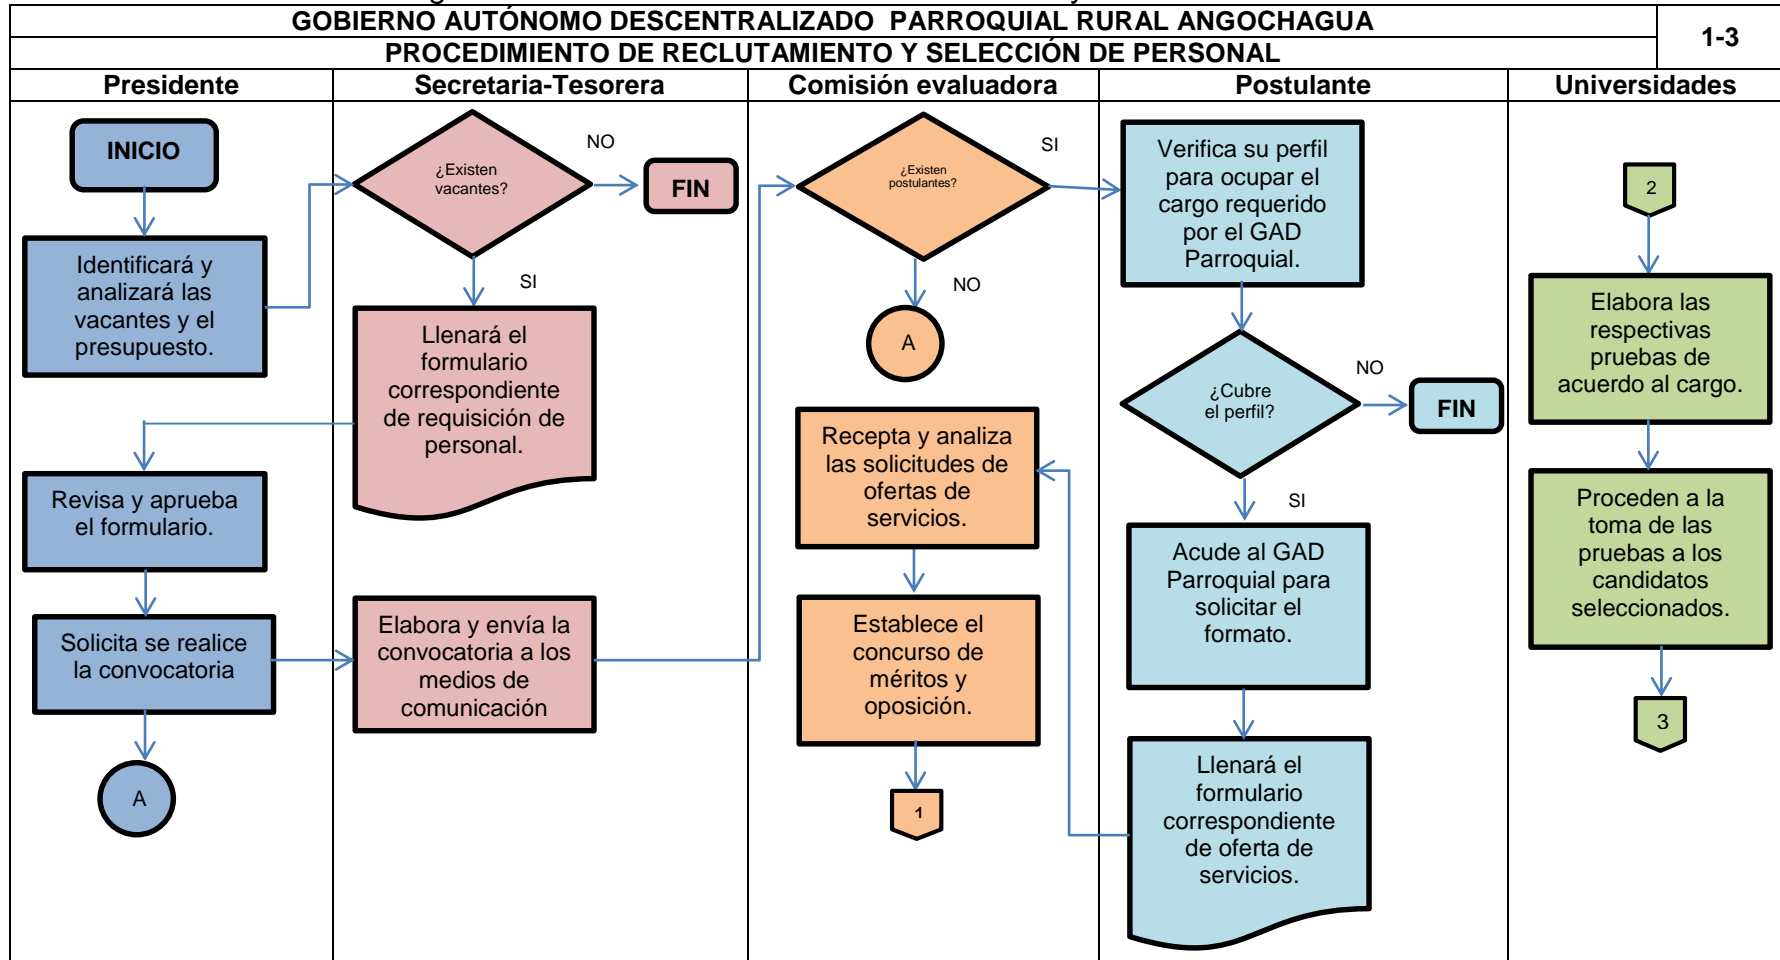 GOBIERNO AUTÓNOMO DESCENTRALIZADO PARROQUIAL RURAL ANGOCHAGUA
1-3
PROCEDIMIENTO DE RECLUTAMIENTO Y SELECCIÓN DE PERSONAL
Presidente
Secretaria-Tesorera
Comisión evaluadora
Postulante
Universidades
INICIO
Identificará y
analizará las
vacantes y el
presupuesto.
Revisa y aprueba
el formulario.
Solicita se realice
la convocatoria
A
¿Existen
vacantes?
NO
FIN
SI
Llenará el
formulario
correspondiente
de requisición de
personal.
Elabora y envía la
convocatoria a los
medios de
comunicación
¿Existen
postulantes?
SI
NO
A
Recepta y analiza
las solicitudes de
ofertas de
servicios.
Establece el
concurso de
méritos y
oposición.
1
Verifica su perfil
para ocupar el
cargo requerido
por el GAD
Parroquial.
¿Cubre
el perfil?
NO
FIN
SI
Acude al GAD
Parroquial para
solicitar el
formato.
Llenará el
formulario
correspondiente
de oferta de
servicios.
2
Elabora las
respectivas
pruebas de
acuerdo al cargo.
Proceden a la
toma de las
pruebas a los
candidatos
seleccionados.
3